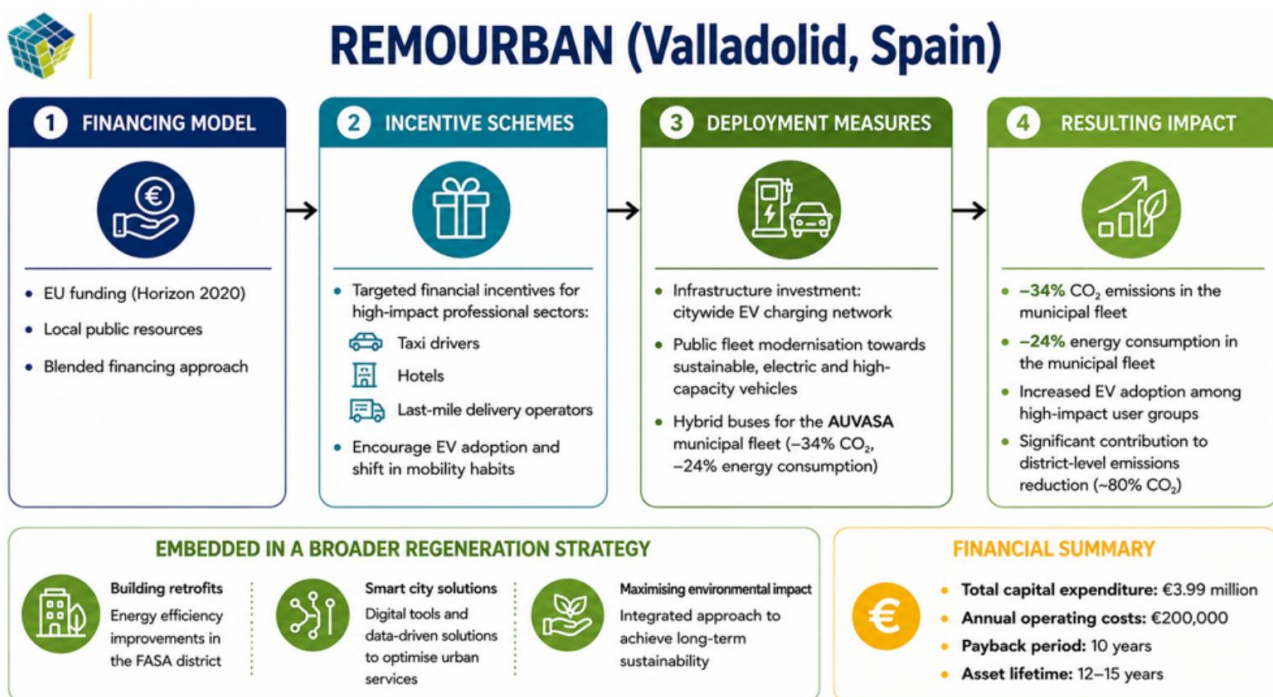 REMOURBAN (Valladolid, Spain)
1 FINANCING MODEL
• EU funding (Horizon 2020)
• Local public resources
• Blended financing approach
2 INCENTIVE SCHEMES
• Targeted financial incentives for
high-impact professional sectors:
Taxi drivers
Hotels
Last-mile delivery operators
• Encourage EV adoption and
shift in mobility habits
3 DEPLOYMENT MEASURES
• Infrastructure investment:
citywide EV charging network
• Public fleet modernisation towards
sustainable, electric and high-
capacity vehicles
• Hybrid buses for the AUVASA
municipal fleet (–34% CO₂,
–24% energy consumption)
4 RESULTING IMPACT
• –34% CO₂ emissions in the
municipal fleet
• –24% energy consumption in
the municipal fleet
• Increased EV adoption among
high-impact user groups
• Significant contribution to
district-level emissions
reduction (~80% CO₂)
EMBEDDED IN A BROADER REGENERATION STRATEGY
Building retrofits
Energy efficiency
improvements in
the FASA district
Smart city solutions
Digital tools and
data-driven solutions
to optimise urban
services
Maximising environmental impact
Integrated approach to
achieve long-term
sustainability
FINANCIAL SUMMARY
€
• Total capital expenditure: €3.99 million
• Annual operating costs: €200,000
• Payback period: 10 years
• Asset lifetime: 12–15 years